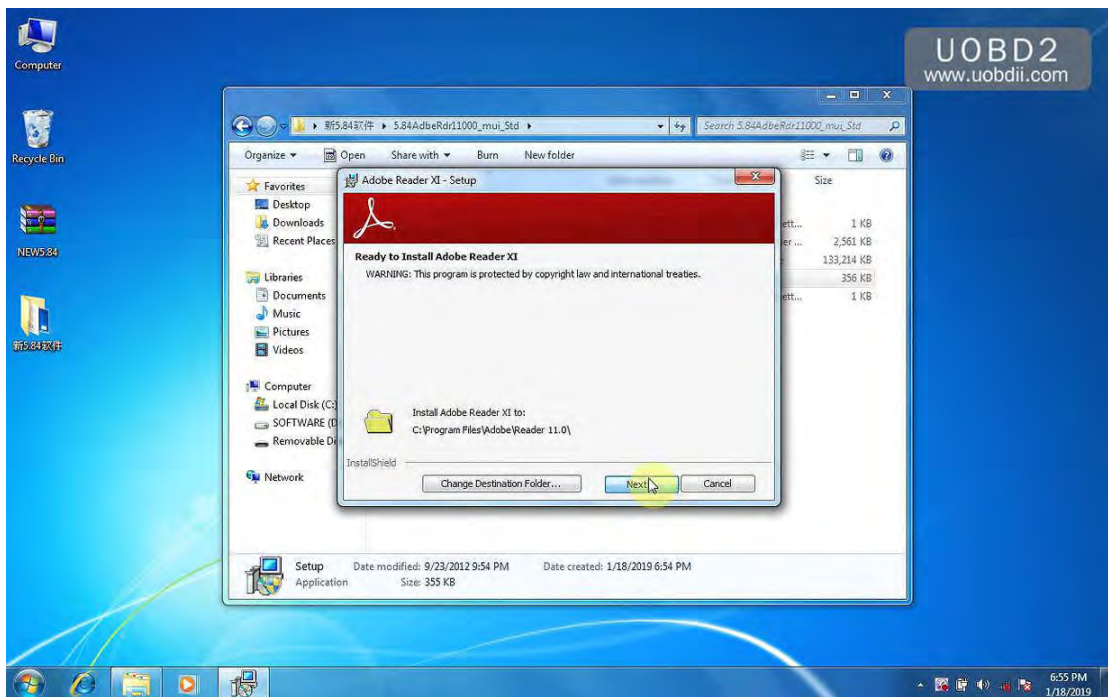 UOBD2
www.uobdii.com
Computer
Recycle Bin
NEW5.84
新5.84软件
新5.84软件 ▸ 5.84AdbeRdr11000_mui_Std ▸
Search 5.84AdbeRdr11000_mui_Std
Organize
Open
Share with
Burn
New folder
Favorites
Desktop
Downloads
Recent Places
Libraries
Documents
Music
Pictures
Videos
Computer
Local Disk (C:)
SOFTWARE (D
Removable Di
Network
Size
ett... 1 KB
er ... 2,561 KB
133,214 KB
356 KB
ett... 1 KB
Adobe Reader XI - Setup
Ready to Install Adobe Reader XI
WARNING: This program is protected by copyright law and international treaties.
Install Adobe Reader XI to:
C:\Program Files\Adobe\Reader 11.0\
InstallShield
Change Destination Folder...
Next
Cancel
Setup Date modified: 9/23/2012 9:54 PM Date created: 1/18/2019 6:54 PM
Application Size: 355 KB
6:55 PM
1/18/2019